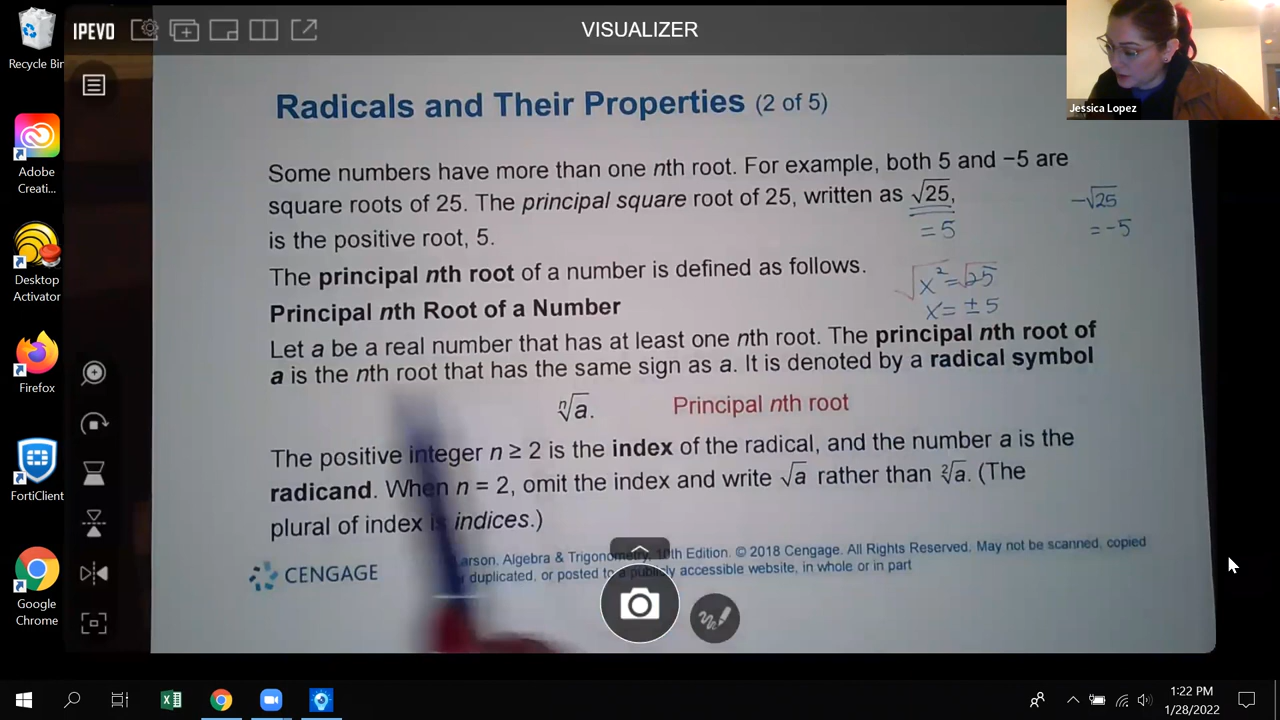 Recycle Bin
IPEVO
VISUALIZER
Jessica Lopez
Adobe
Creati...
Desktop
Activator
Firefox
FortiClient
Google
Chrome
Radicals and Their Properties (2 of 5)
Some numbers have more than one nth root. For example, both 5 and −5 are
square roots of 25. The principal square root of 25, written as √25,
is the positive root, 5.
= 5
−√25
= −5
The principal nth root of a number is defined as follows.
√x² = √25
x = ± 5
Principal nth Root of a Number
Let a be a real number that has at least one nth root. The principal nth root of
a is the nth root that has the same sign as a. It is denoted by a radical symbol
ⁿ√a. Principal nth root
The positive integer n ≥ 2 is the index of the radical, and the number a is the
radicand. When n = 2, omit the index and write √a rather than ²√a. (The
plural of index is indices.)
CENGAGE
Larson, Algebra & Trigonometry, 10th Edition. © 2018 Cengage. All Rights Reserved. May not be scanned, copied
or duplicated, or posted to a publicly accessible website, in whole or in part
1:22 PM
1/28/2022